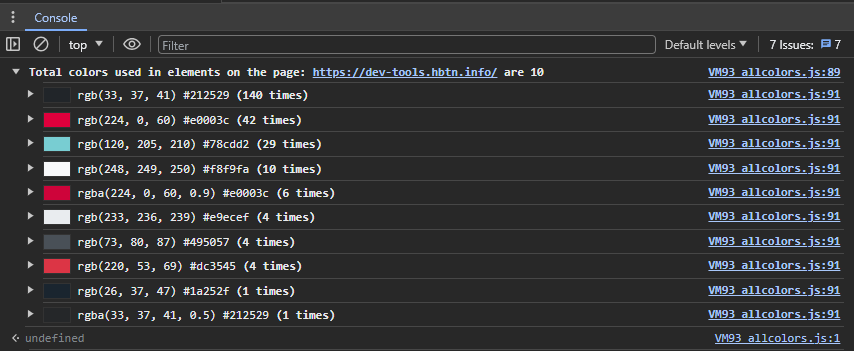 Console
top Filter Default levels 7 Issues: 7
Total colors used in elements on the page: https://dev-tools.hbtn.info/ are 10 VM93 allcolors.js:89
rgb(33, 37, 41) #212529 (140 times) VM93 allcolors.js:91
rgb(224, 0, 60) #e0003c (42 times) VM93 allcolors.js:91
rgb(120, 205, 210) #78cdd2 (29 times) VM93 allcolors.js:91
rgb(248, 249, 250) #f8f9fa (10 times) VM93 allcolors.js:91
rgba(224, 0, 60, 0.9) #e0003c (6 times) VM93 allcolors.js:91
rgb(233, 236, 239) #e9ecef (4 times) VM93 allcolors.js:91
rgb(73, 80, 87) #495057 (4 times) VM93 allcolors.js:91
rgb(220, 53, 69) #dc3545 (4 times) VM93 allcolors.js:91
rgb(26, 37, 47) #1a252f (1 times) VM93 allcolors.js:91
rgba(33, 37, 41, 0.5) #212529 (1 times) VM93 allcolors.js:91
undefined VM93 allcolors.js:1